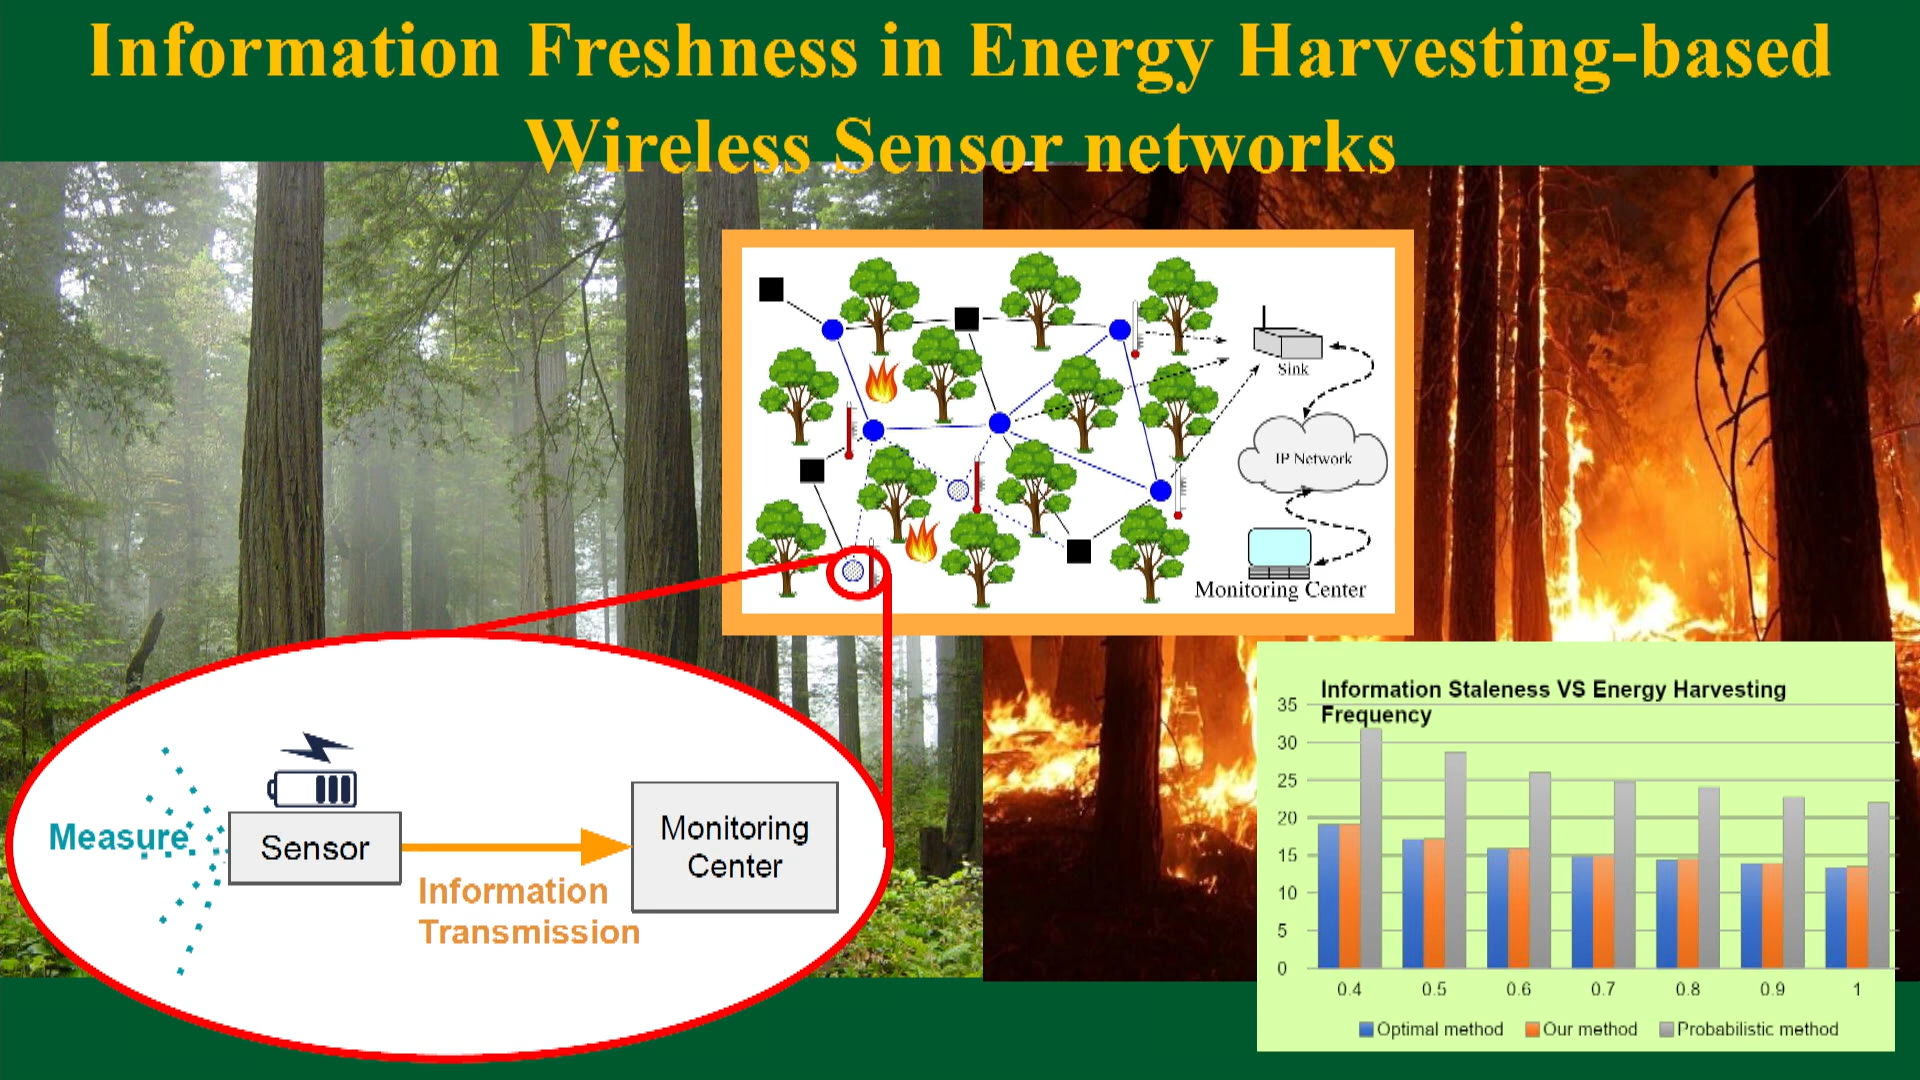 Information Freshness in Energy Harvesting-based
Wireless Sensor networks
Sink
IP Network
Monitoring Center
Measure
Sensor
Information
Transmission
Monitoring
Center
Information Staleness VS Energy Harvesting
Frequency
35
30
25
20
15
10
5
0
0.4 0.5 0.6 0.7 0.8 0.9 1
Optimal method Our method Probabilistic method